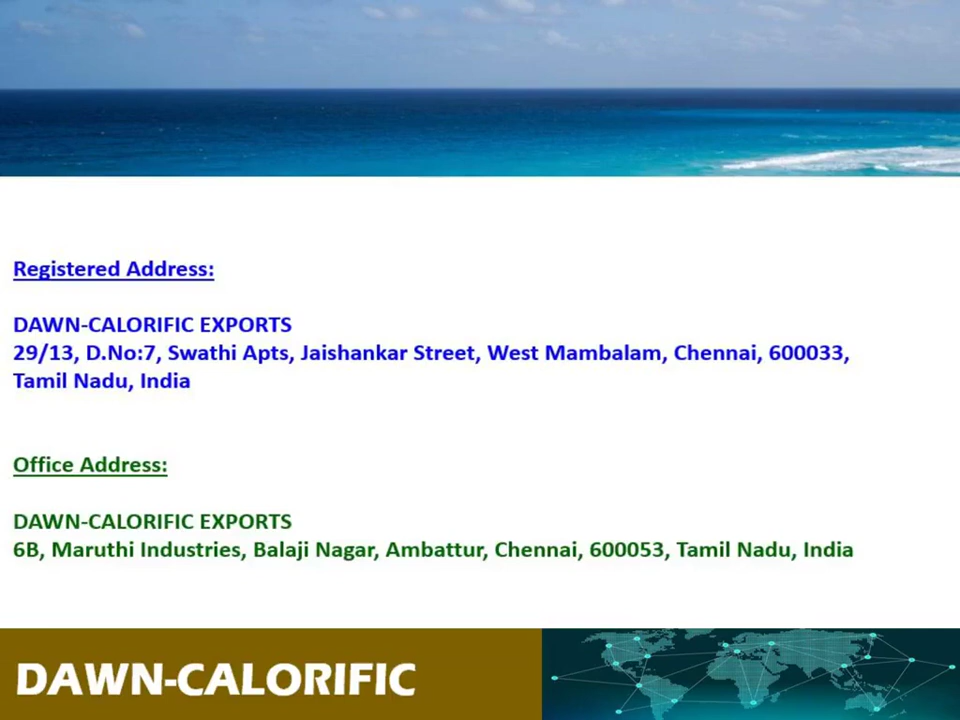 Registered Address:
DAWN-CALORIFIC EXPORTS
29/13, D.No:7, Swathi Apts, Jaishankar Street, West Mambalam, Chennai, 600033,
Tamil Nadu, India
Office Address:
DAWN-CALORIFIC EXPORTS
6B, Maruthi Industries, Balaji Nagar, Ambattur, Chennai, 600053, Tamil Nadu, India
DAWN-CALORIFIC